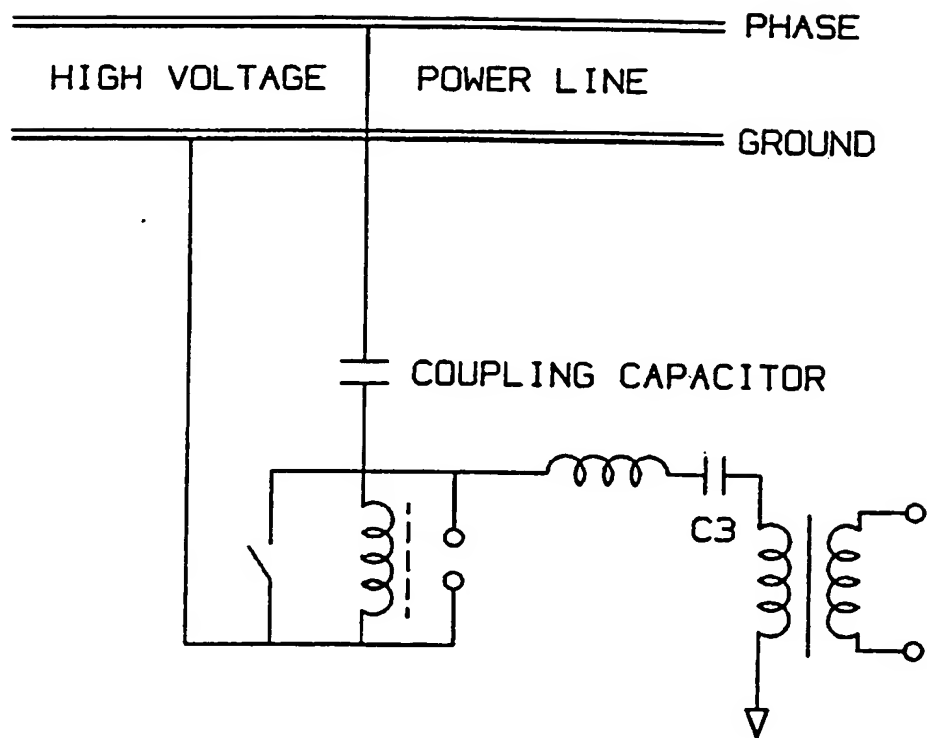 PHASE
HIGH VOLTAGE POWER LINE
GROUND
COUPLING CAPACITOR
C3